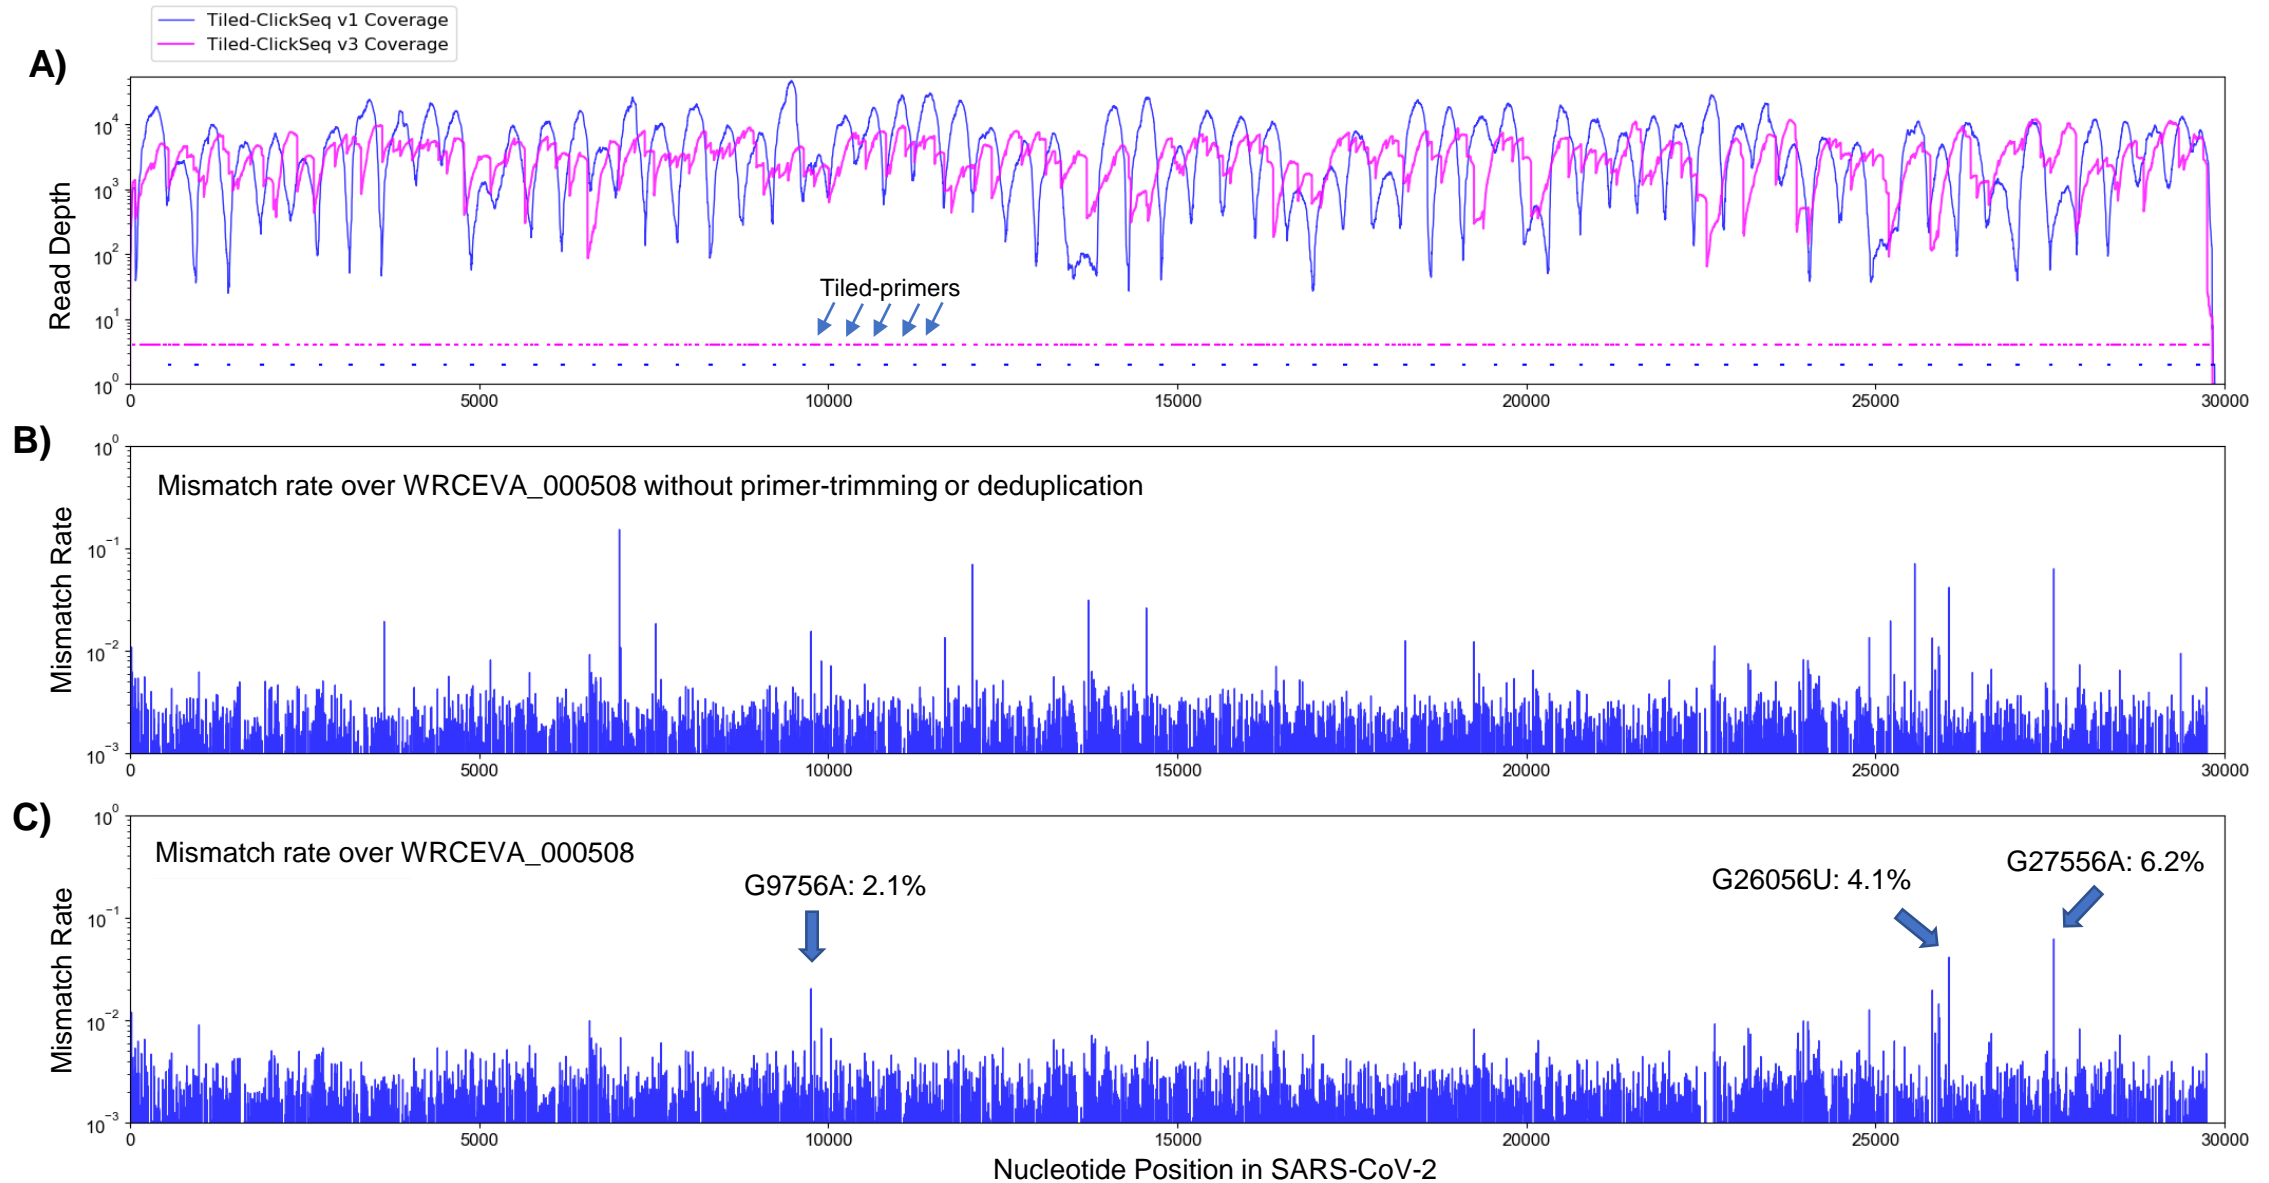 Tiled-ClickSeq v1 Coverage
Tiled-ClickSeq v3 Coverage
A)
Read Depth
10^4
10^3
10^2
10^1
10^0
Tiled-primers
0 5000 10000 15000 20000 25000 30000
B)
Mismatch Rate
10^0
10^−1
10^−2
10^−3
Mismatch rate over WRCEVA_000508 without primer-trimming or deduplication
0 5000 10000 15000 20000 25000 30000
C)
Mismatch Rate
10^0
10^−1
10^−2
10^−3
Mismatch rate over WRCEVA_000508
G9756A: 2.1%
G26056U: 4.1%
G27556A: 6.2%
0 5000 10000 15000 20000 25000 30000
Nucleotide Position in SARS-CoV-2